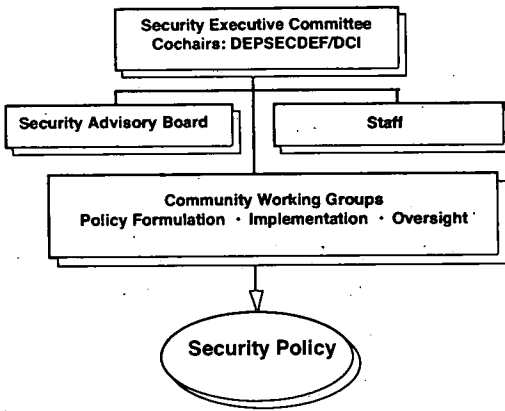 Security Executive Committee
Cochairs: DEPSECDEF/DCI
Security Advisory Board
Staff
Community Working Groups
Policy Formulation · Implementation · Oversight
Security Policy